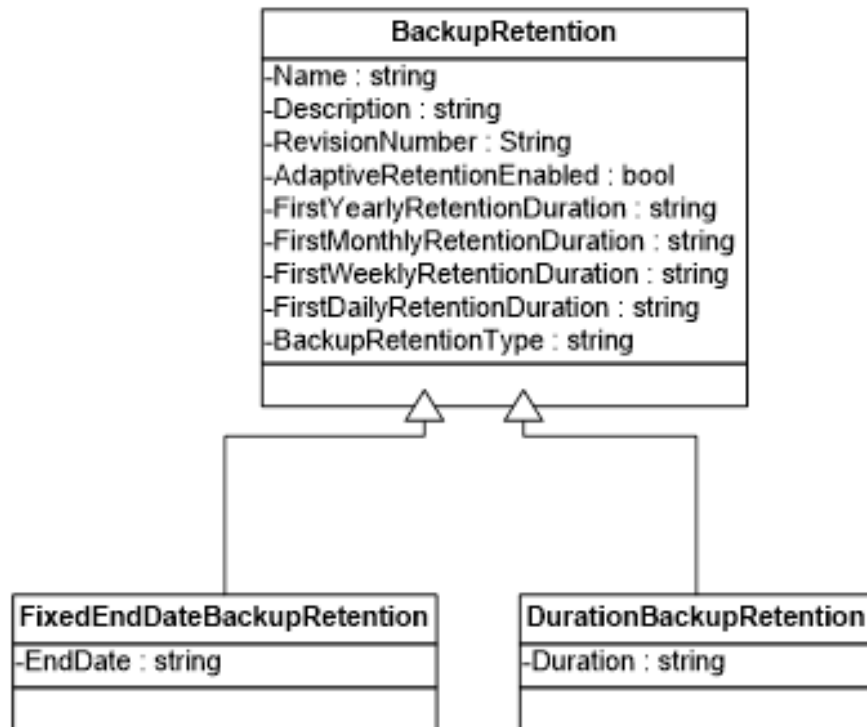 BackupRetention
-Name : string
-Description : string
-RevisionNumber : String
-AdaptiveRetentionEnabled : bool
-FirstYearlyRetentionDuration : string
-FirstMonthlyRetentionDuration : string
-FirstWeeklyRetentionDuration : string
-FirstDailyRetentionDuration : string
-BackupRetentionType : string
FixedEndDateBackupRetention
-EndDate : string
DurationBackupRetention
-Duration : string